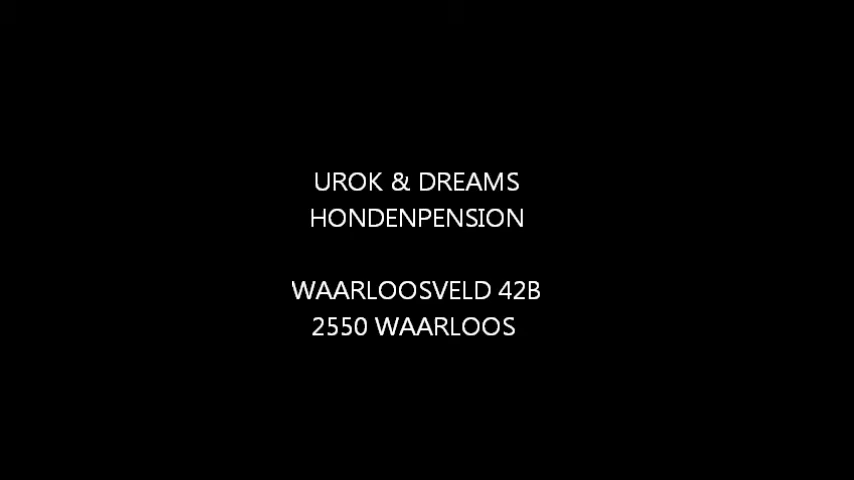 UROK & DREAMS
HONDENPENSION
WAARLOOSVELD 42B
2550 WAARLOOS